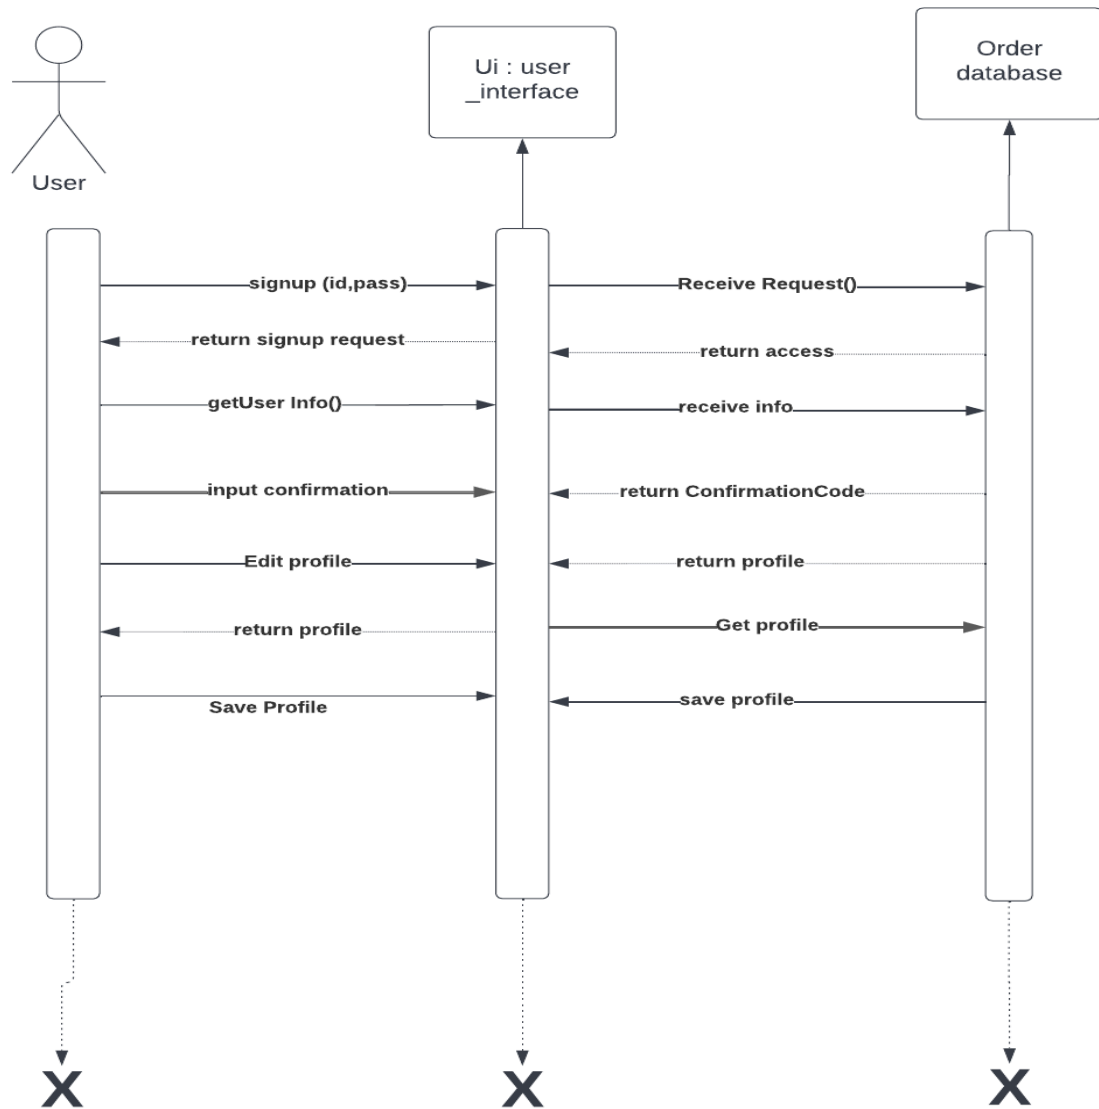 Ui : user
_interface
Order
database
User
signup (id,pass)
Receive Request()
return signup request
return access
getUser Info()
receive info
input confirmation
return ConfirmationCode
Edit profile
return profile
return profile
Get profile
Save Profile
save profile
X
X
X